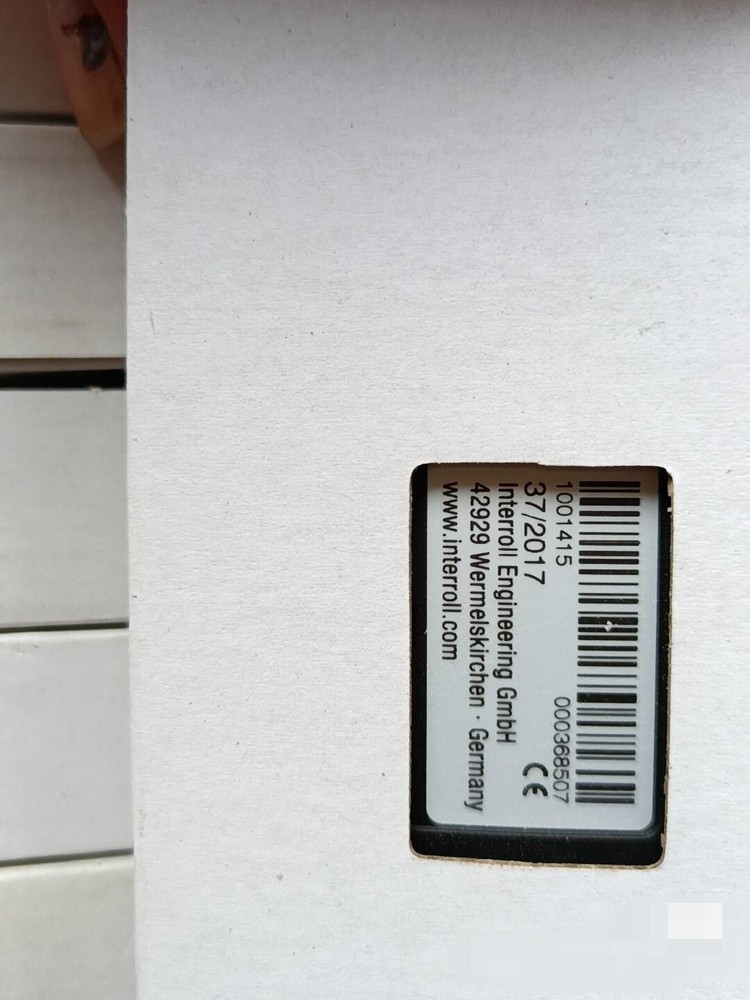 1001415 000368507
37/2017 CE
Interroll Engineering GmbH
42929 Wermelskirchen · Germany
www.interroll.com